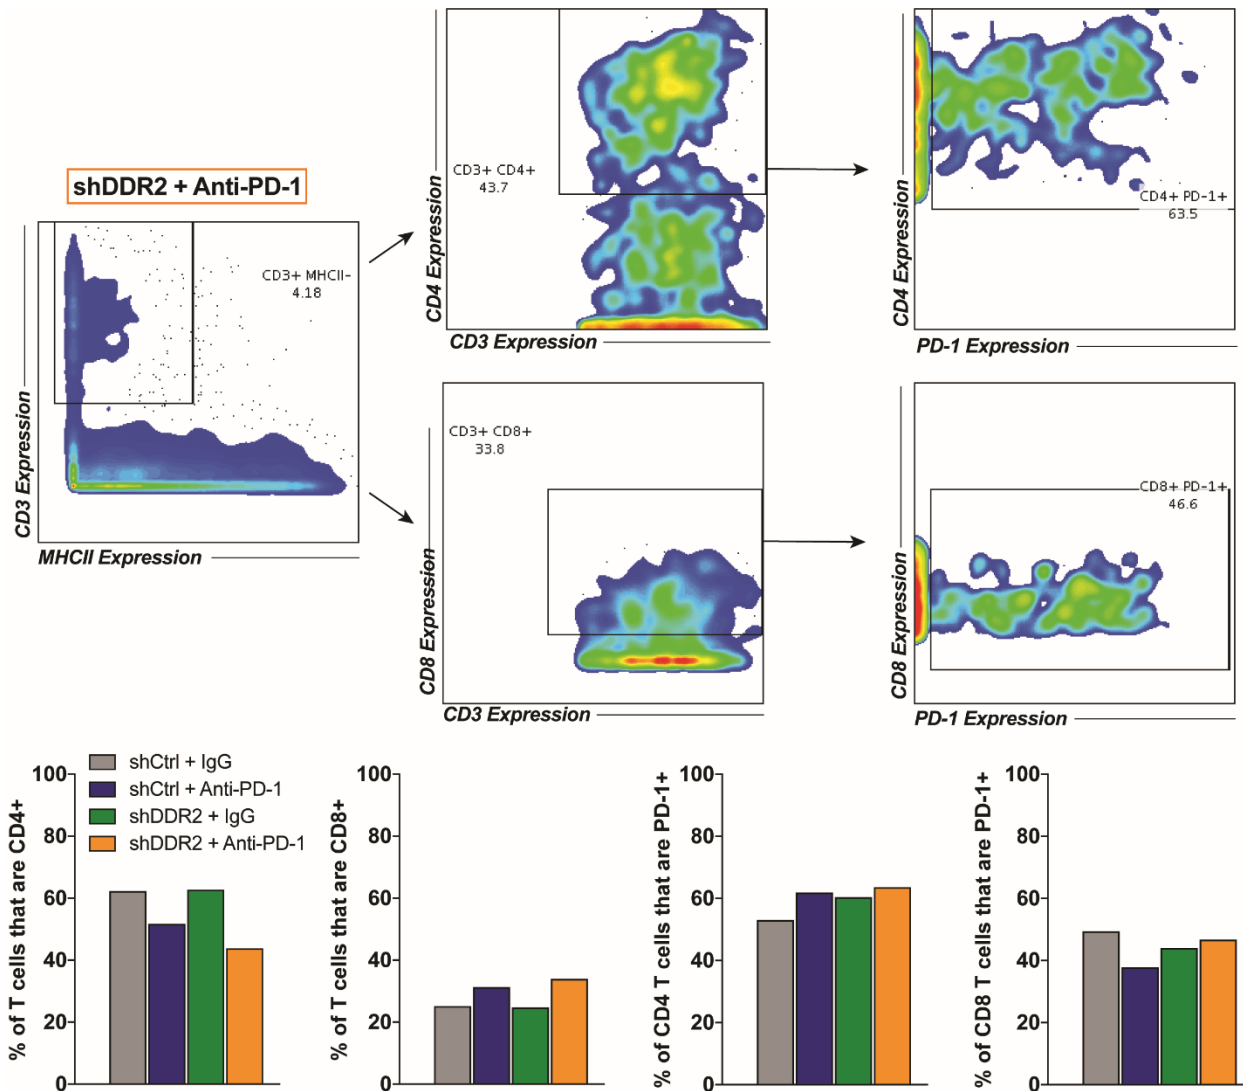 shDDR2 + Anti-PD-1
CD3+ MHCII-
4.18
CD3 Expression
MHCII Expression
CD3+ CD4+
43.7
CD4 Expression
CD3 Expression
CD4+ PD-1+
63.5
CD4 Expression
PD-1 Expression
CD3+ CD8+
33.8
CD8 Expression
CD3 Expression
CD8+ PD-1+
46.6
CD8 Expression
PD-1 Expression
% of T cells that are CD4+
100
80
60
40
20
0
shCtrl + IgG
shCtrl + Anti-PD-1
shDDR2 + IgG
shDDR2 + Anti-PD-1
% of T cells that are CD8+
100
80
60
40
20
0
% of CD4 T cells that are PD-1+
100
80
60
40
20
0
% of CD8 T cells that are PD-1+
100
80
60
40
20
0